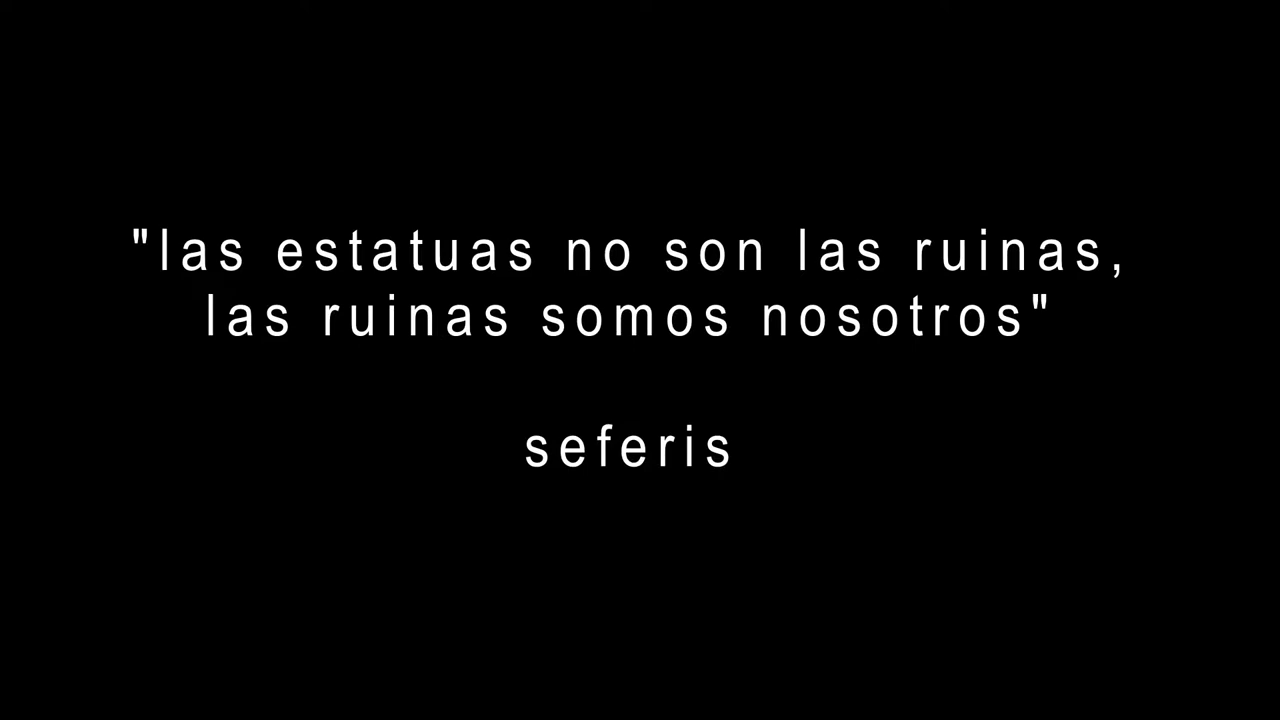 "las estatuas no son las ruinas,
las ruinas somos nosotros"
seferis